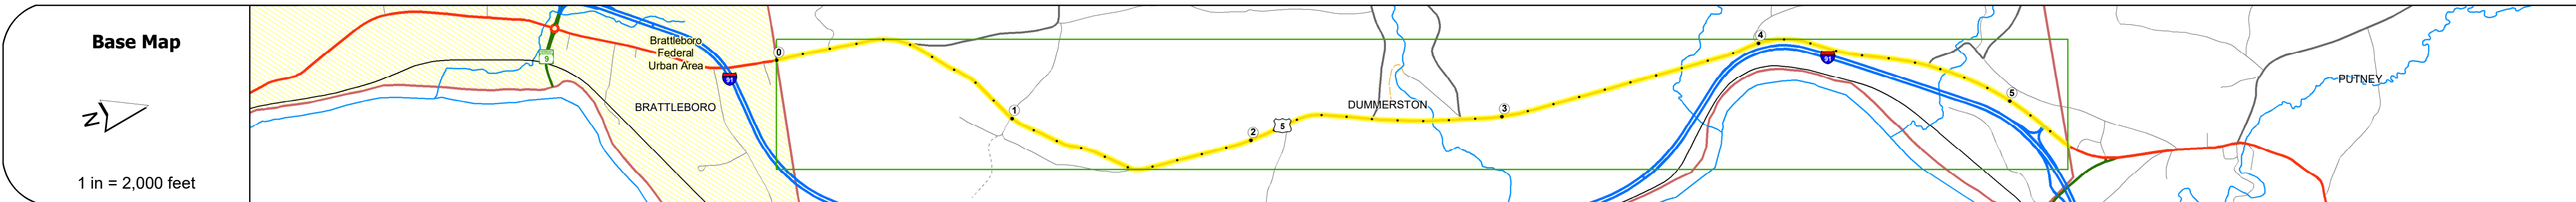 Base Map
N
1 in = 2,000 feet
9
Brattleboro
Federal
Urban Area
91
BRATTLEBORO
0
1
2
5
DUMMERSTON
3
4
91
5
PUTNEY